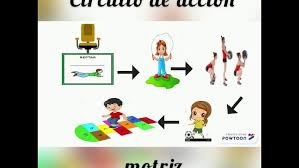 Circuito de acción
REPTAR
POWTOON
motriz